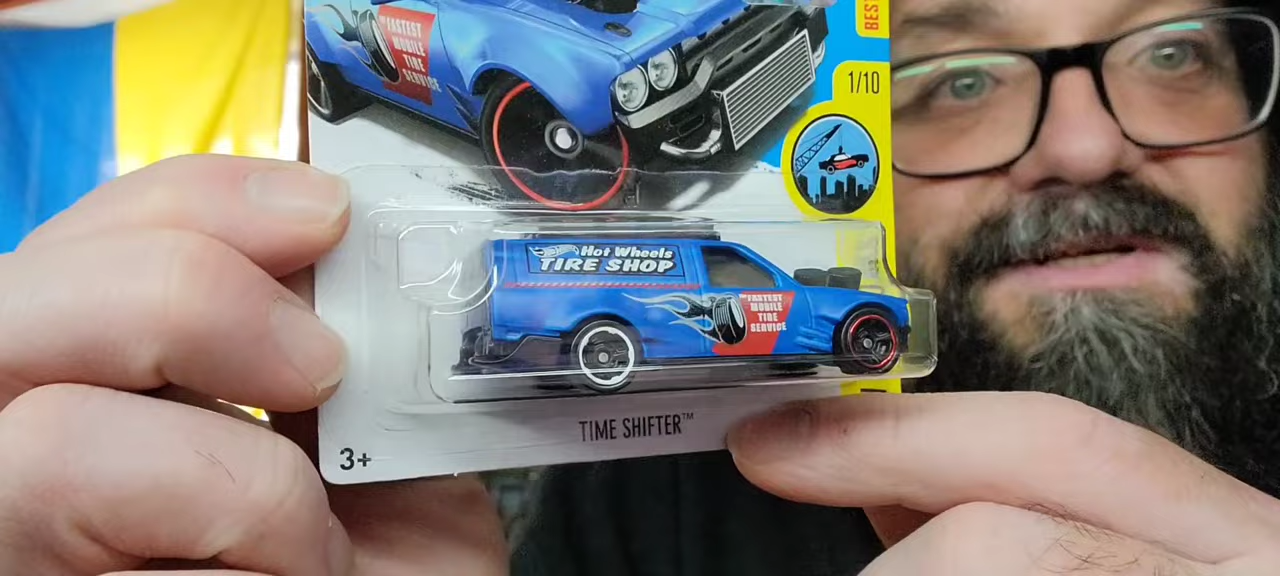 FASTEST
MOBILE
TIRE
SERVICE
BEST
1/10
Hot Wheels
TIRE SHOP
FASTEST
MOBILE
TIRE
SERVICE
TIME SHIFTER™
3+